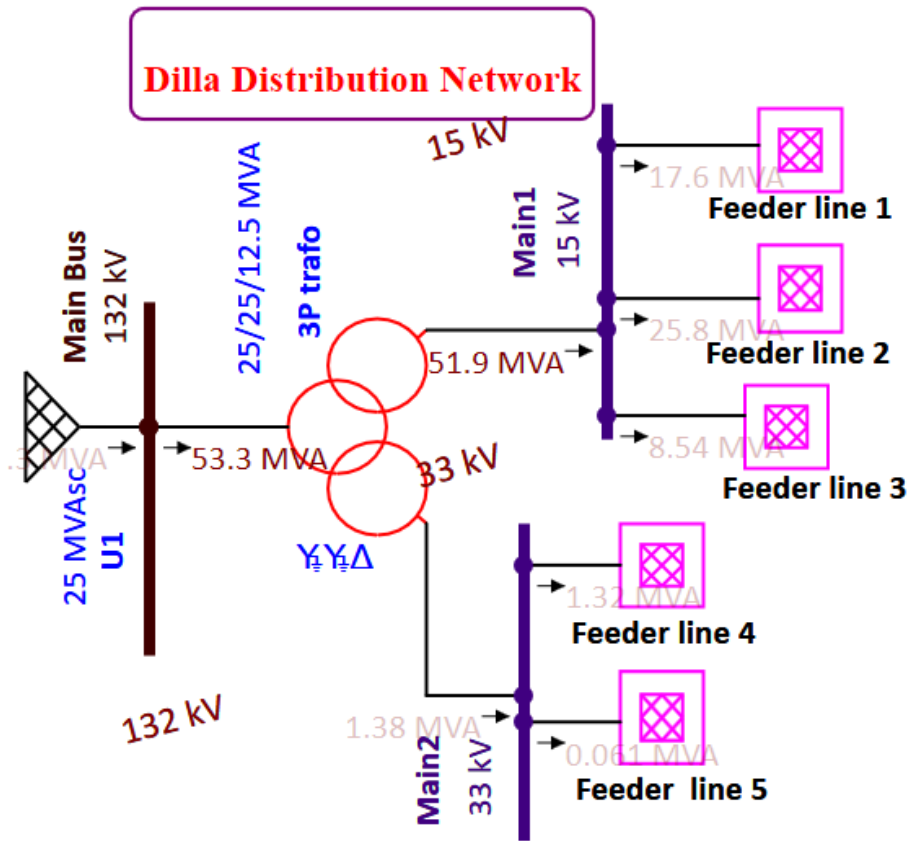 Dilla Distribution Network
15 kV
17.6 MVA
Feeder line 1
Main1
15 kV
25/25/12.5 MVA
3P trafo
Main Bus
132 kV
25.8 MVA
Feeder line 2
51.9 MVA
8.54 MVA
Feeder line 3
.3 MVA
53.3 MVA
33 kV
25 MVAsc
U1
1.32 MVA
Feeder line 4
132 kV
1.38 MVA
Main2
33 kV
0.061 MVA
Feeder line 5